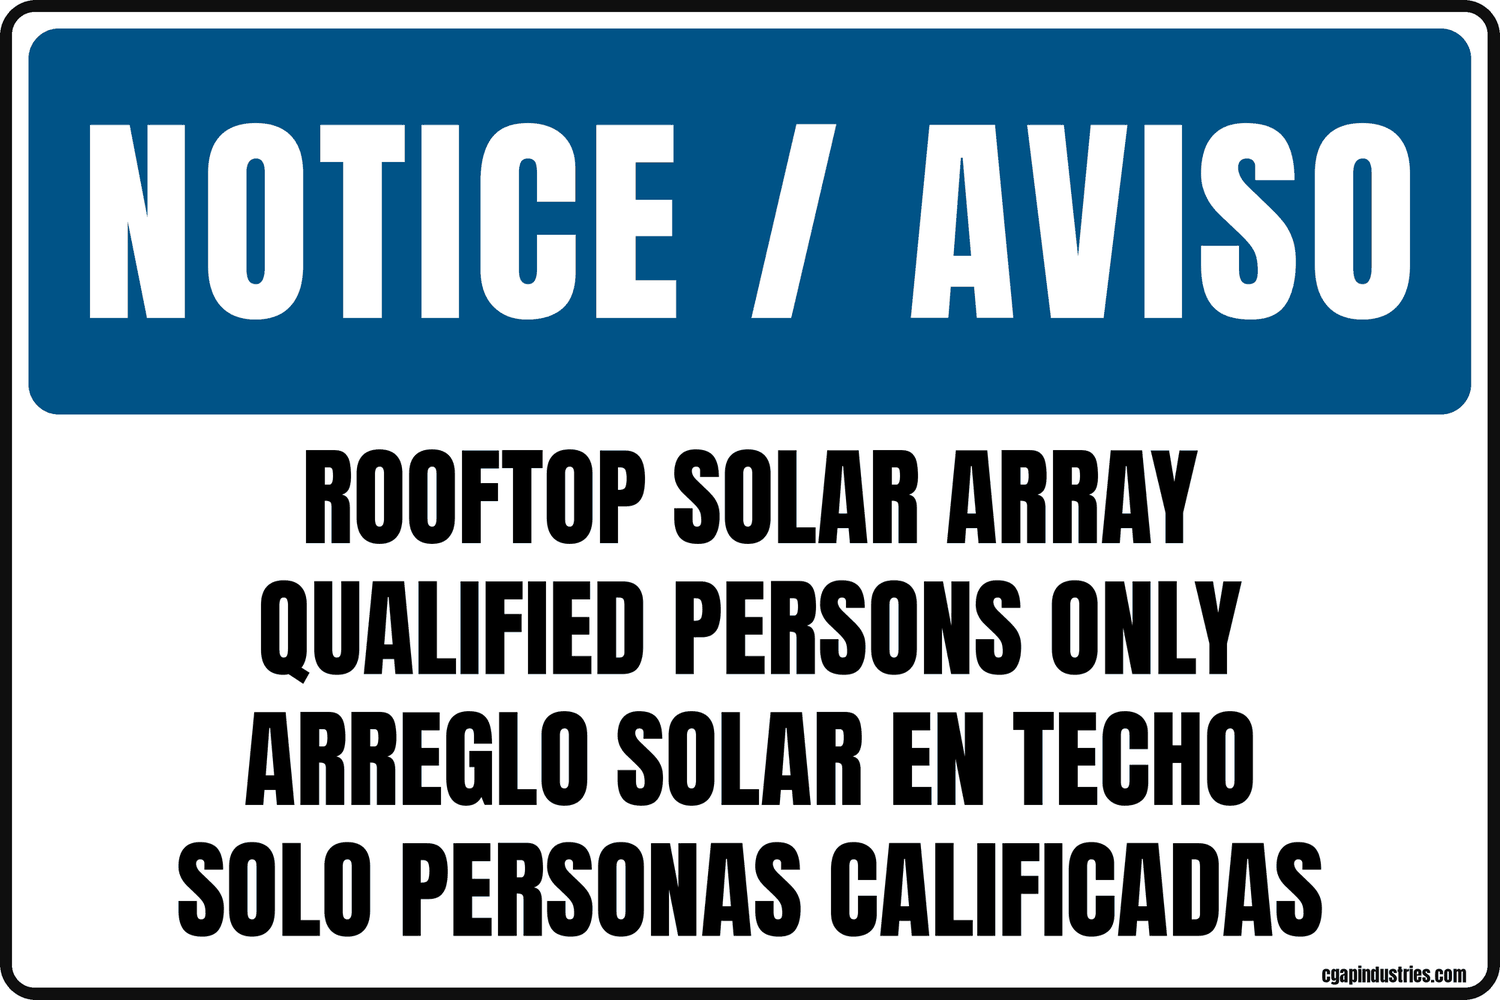 NOTICE / AVISO
ROOFTOP SOLAR ARRAY
QUALIFIED PERSONS ONLY
ARREGLO SOLAR EN TECHO
SOLO PERSONAS CALIFICADAS
cgapindustries.com